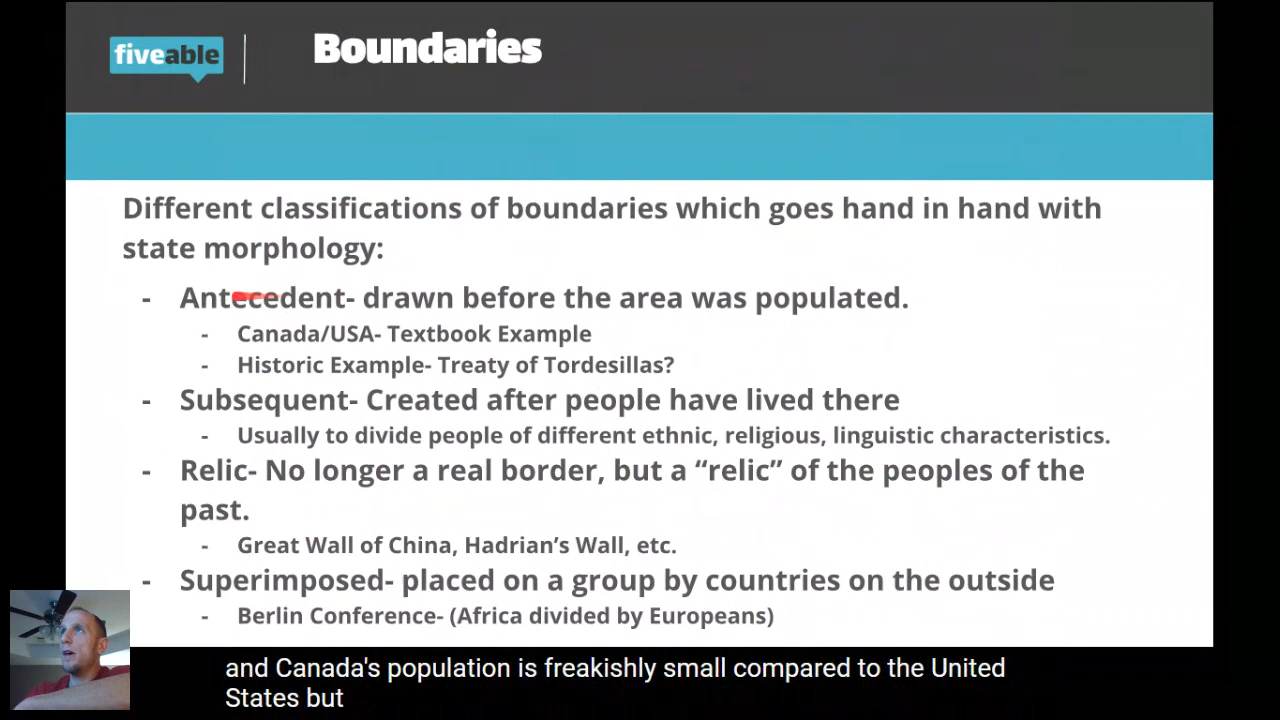 fiveable
Boundaries
Different classifications of boundaries which goes hand in hand with
state morphology:
- Antecedent- drawn before the area was populated.
- Canada/USA- Textbook Example
- Historic Example- Treaty of Tordesillas?
- Subsequent- Created after people have lived there
- Usually to divide people of different ethnic, religious, linguistic characteristics.
- Relic- No longer a real border, but a “relic” of the peoples of the
past.
- Great Wall of China, Hadrian’s Wall, etc.
- Superimposed- placed on a group by countries on the outside
- Berlin Conference- (Africa divided by Europeans)
and Canada's population is freakishly small compared to the United
States but